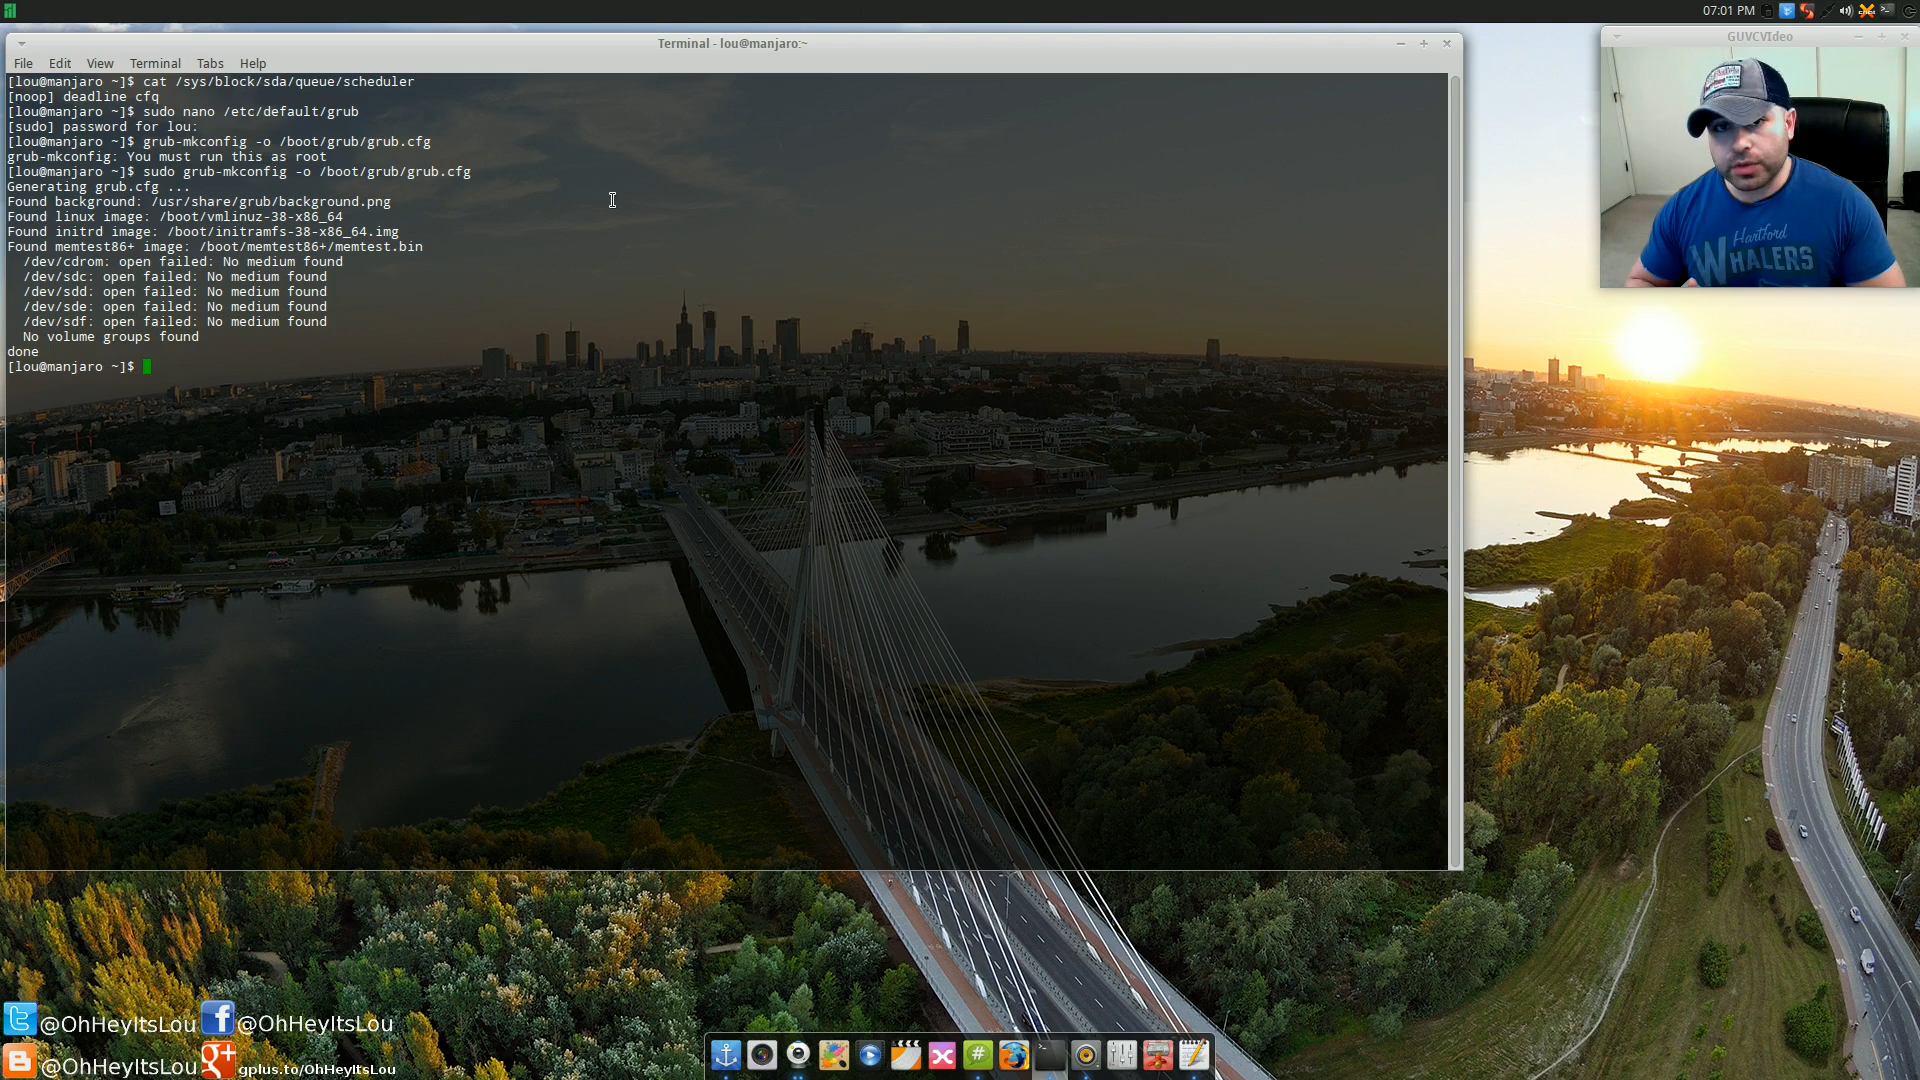 07:01 PM
Terminal - lou@manjaro:~
GUVCVIdeo
File Edit View Terminal Tabs Help
[lou@manjaro ~]$ cat /sys/block/sda/queue/scheduler
[noop] deadline cfq
[lou@manjaro ~]$ sudo nano /etc/default/grub
[sudo] password for lou:
[lou@manjaro ~]$ grub-mkconfig -o /boot/grub/grub.cfg
grub-mkconfig: You must run this as root
[lou@manjaro ~]$ sudo grub-mkconfig -o /boot/grub/grub.cfg
Generating grub.cfg ...
Found background: /usr/share/grub/background.png
Found linux image: /boot/vmlinuz-38-x86_64
Found initrd image: /boot/initramfs-38-x86_64.img
Found memtest86+ image: /boot/memtest86+/memtest.bin
/dev/cdrom: open failed: No medium found
/dev/sdc: open failed: No medium found
/dev/sdd: open failed: No medium found
/dev/sde: open failed: No medium found
/dev/sdf: open failed: No medium found
No volume groups found
done
[lou@manjaro ~]$
Hartford
WHALERS
@OhHeyItsLou
@OhHeyItsLou
@OhHeyItsLou
gplus.to/OhHeyItsLou